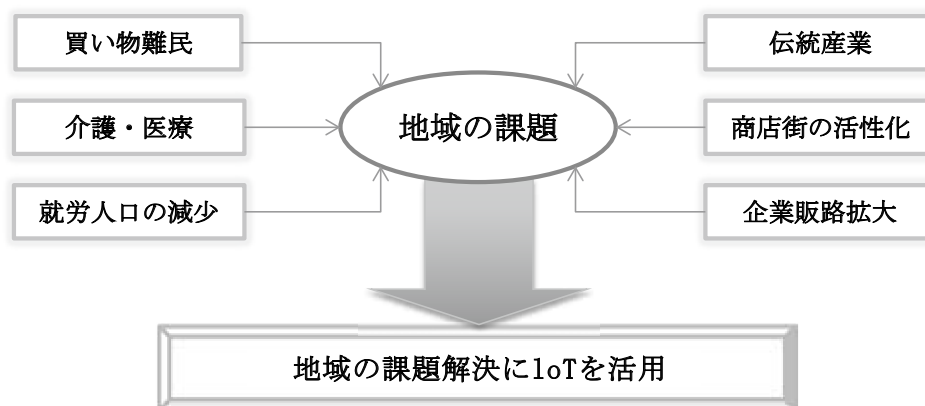 買い物難民
伝統産業
介護・医療
地域の課題
商店街の活性化
就労人口の減少
企業販路拡大
地域の課題解決にloTを活用